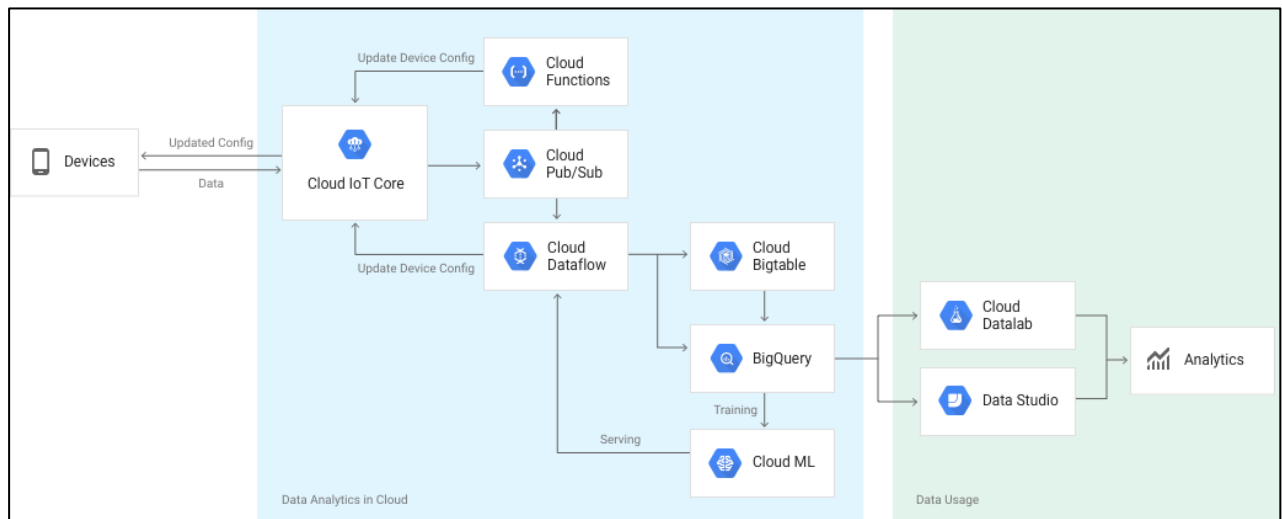 Update Device Config
Cloud
Functions
Devices
Updated Config
Data
Cloud IoT Core
Cloud
Pub/Sub
Update Device Config
Cloud
Dataflow
Cloud
Bigtable
BigQuery
Training
Serving
Cloud ML
Data Analytics in Cloud
Cloud
Datalab
Data Studio
Analytics
Data Usage